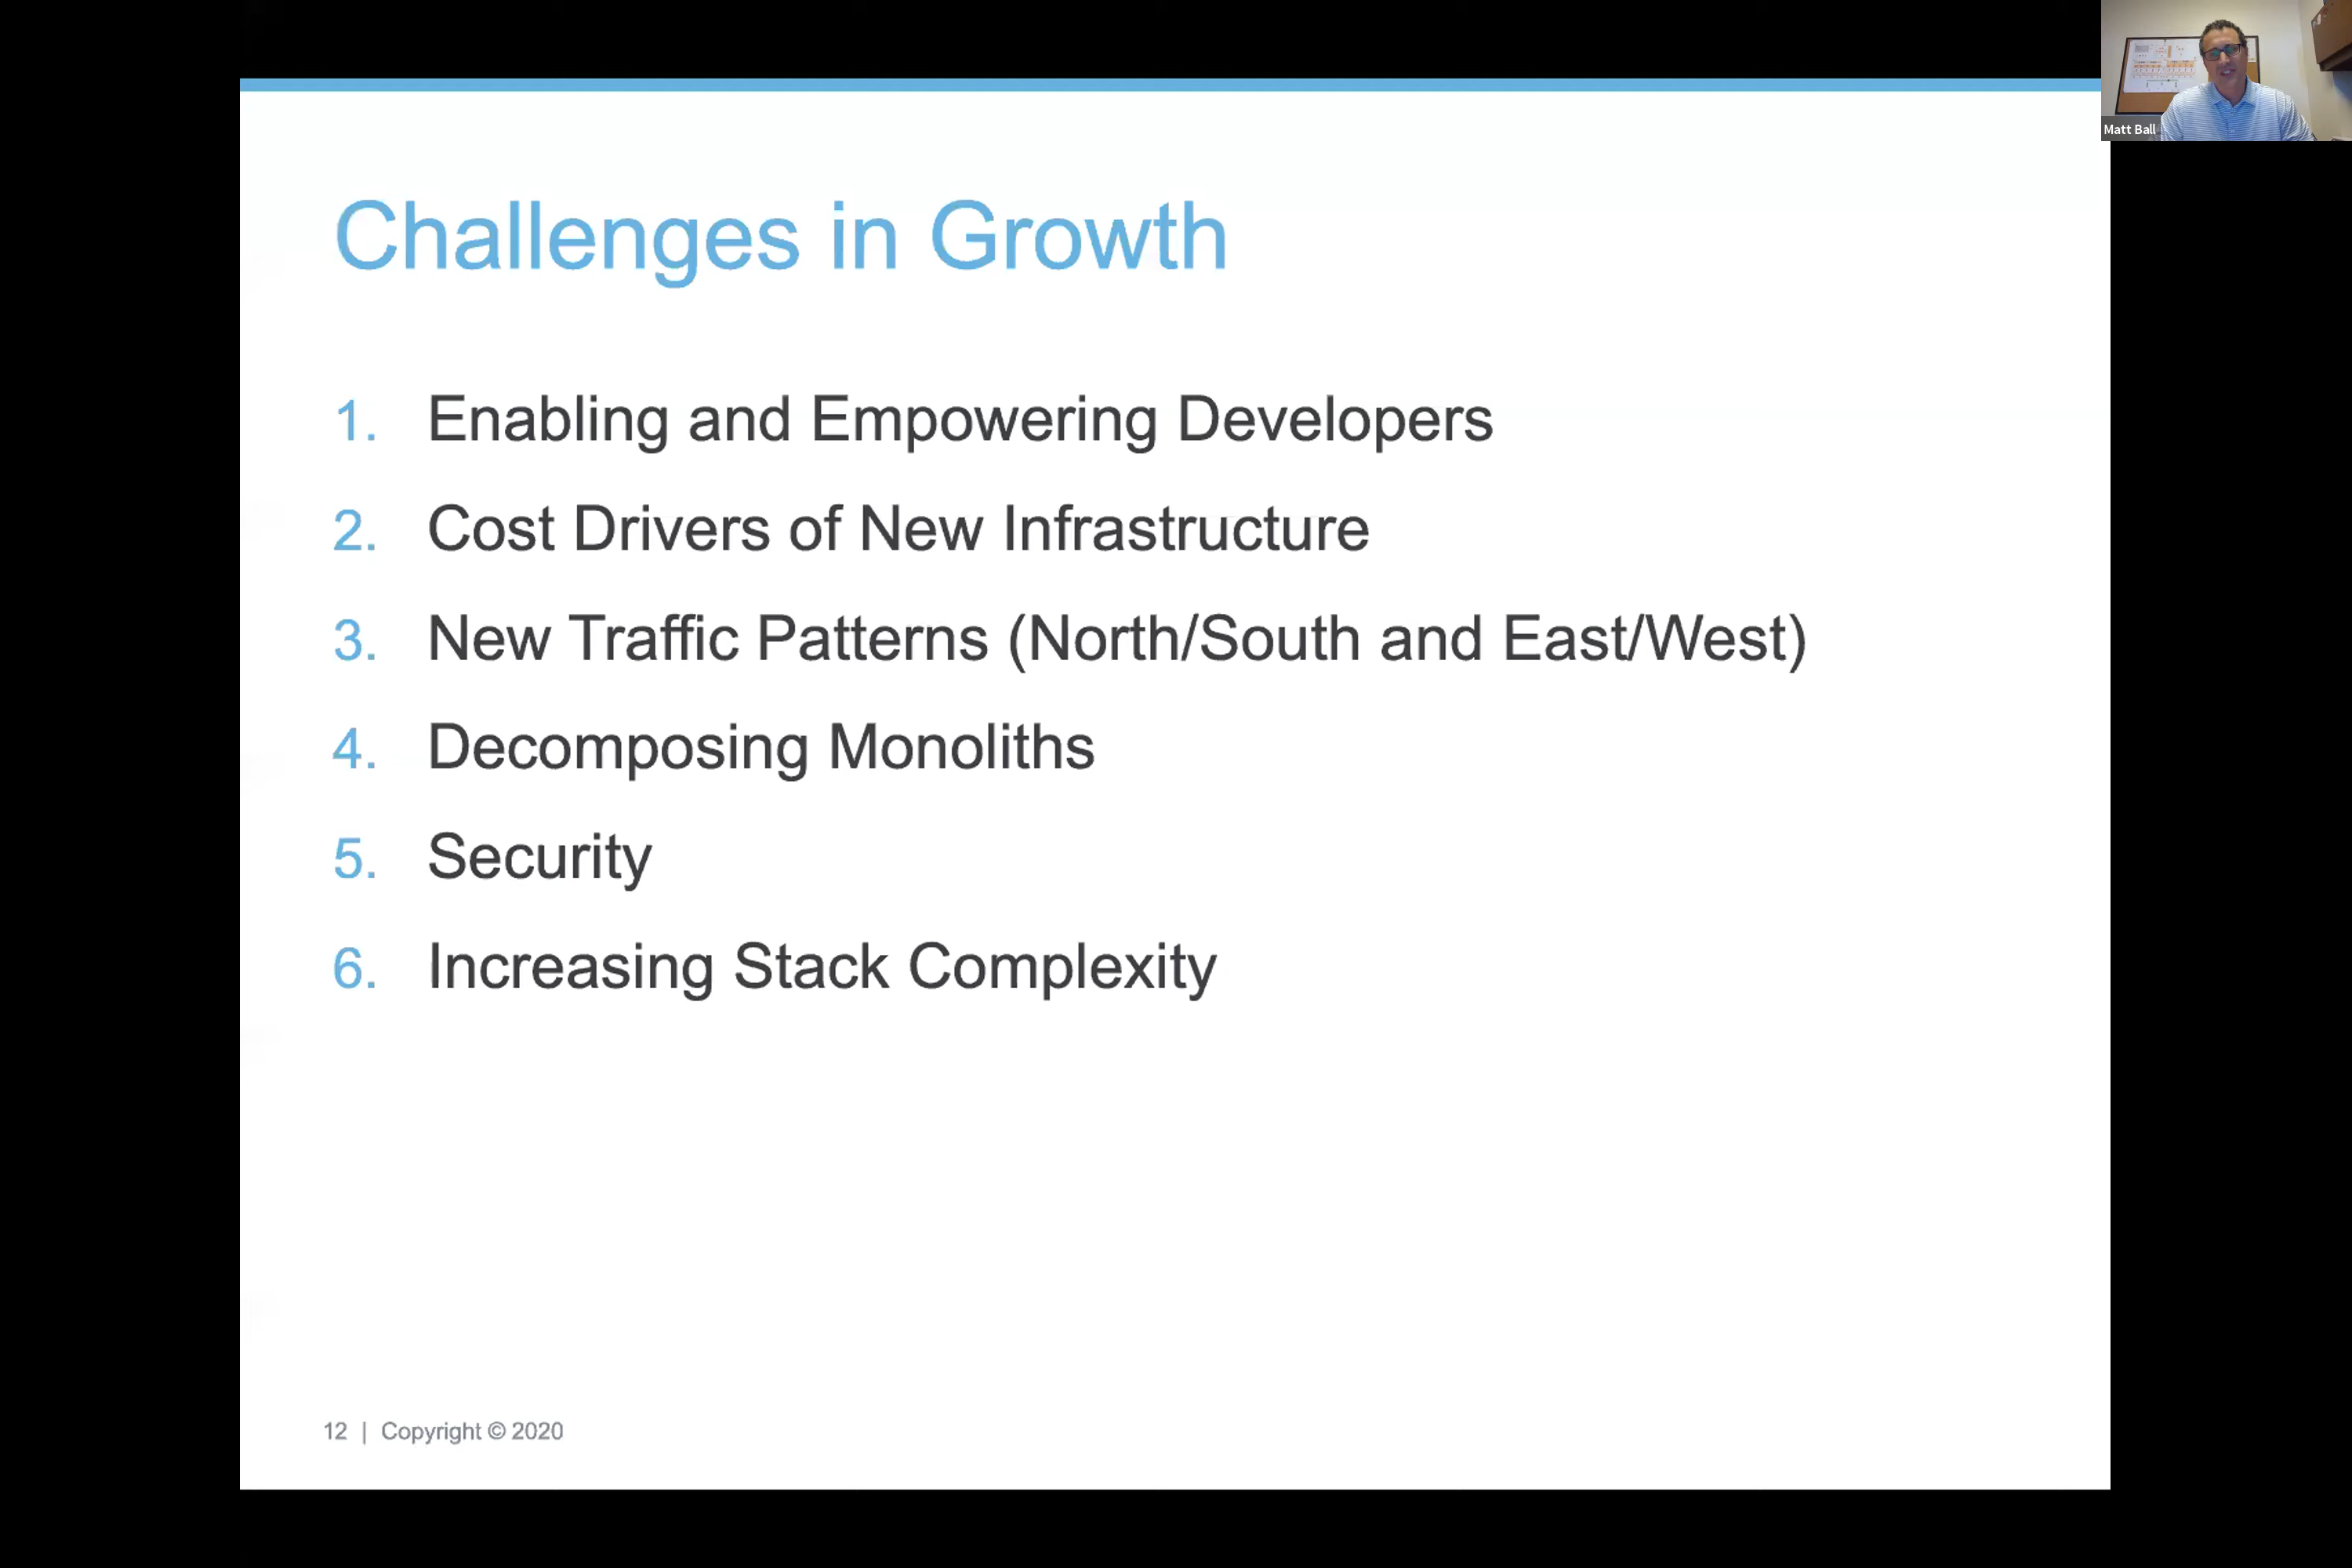 Matt Ball
Challenges in Growth
1. Enabling and Empowering Developers
2. Cost Drivers of New Infrastructure
3. New Traffic Patterns (North/South and East/West)
4. Decomposing Monoliths
5. Security
6. Increasing Stack Complexity
12 | Copyright © 2020